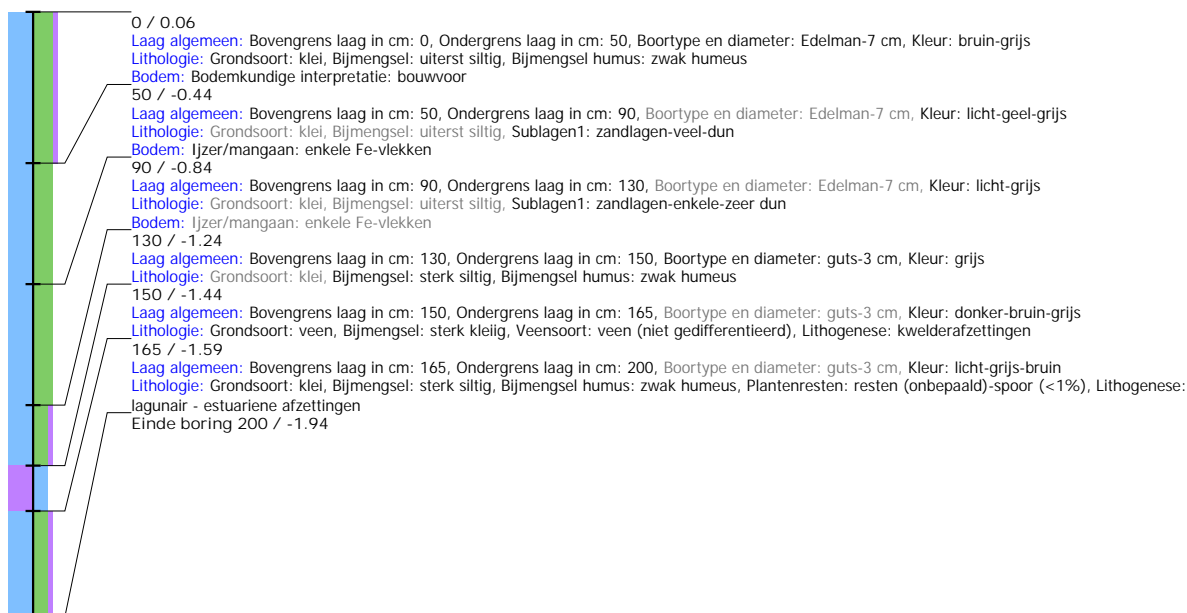 0 / 0.06
Laag algemeen: Bovengrens laag in cm: 0, Ondergrens laag in cm: 50, Boortype en diameter: Edelman-7 cm, Kleur: bruin-grijs
Lithologie: Grondsoort: klei, Bijmengsel: uiterst siltig, Bijmengsel humus: zwak humeus
Bodem: Bodemkundige interpretatie: bouwvoor
50 / -0.44
Laag algemeen: Bovengrens laag in cm: 50, Ondergrens laag in cm: 90, Boortype en diameter: Edelman-7 cm, Kleur: licht-geel-grijs
Lithologie: Grondsoort: klei, Bijmengsel: uiterst siltig, Sublagen1: zandlagen-veel-dun
Bodem: Ijzer/mangaan: enkele Fe-vlekken
90 / -0.84
Laag algemeen: Bovengrens laag in cm: 90, Ondergrens laag in cm: 130, Boortype en diameter: Edelman-7 cm, Kleur: licht-grijs
Lithologie: Grondsoort: klei, Bijmengsel: uiterst siltig, Sublagen1: zandlagen-enkele-zeer dun
Bodem: Ijzer/mangaan: enkele Fe-vlekken
130 / -1.24
Laag algemeen: Bovengrens laag in cm: 130, Ondergrens laag in cm: 150, Boortype en diameter: guts-3 cm, Kleur: grijs
Lithologie: Grondsoort: klei, Bijmengsel: sterk siltig, Bijmengsel humus: zwak humeus
150 / -1.44
Laag algemeen: Bovengrens laag in cm: 150, Ondergrens laag in cm: 165, Boortype en diameter: guts-3 cm, Kleur: donker-bruin-grijs
Lithologie: Grondsoort: veen, Bijmengsel: sterk kleiig, Veensoort: veen (niet gedifferentieerd), Lithogenese: kwelderafzettingen
165 / -1.59
Laag algemeen: Bovengrens laag in cm: 165, Ondergrens laag in cm: 200, Boortype en diameter: guts-3 cm, Kleur: licht-grijs-bruin
Lithologie: Grondsoort: klei, Bijmengsel: sterk siltig, Bijmengsel humus: zwak humeus, Plantenresten: resten (onbepaald)-spoor (<1%), Lithogenese:
lagunair - estuariene afzettingen
Einde boring 200 / -1.94